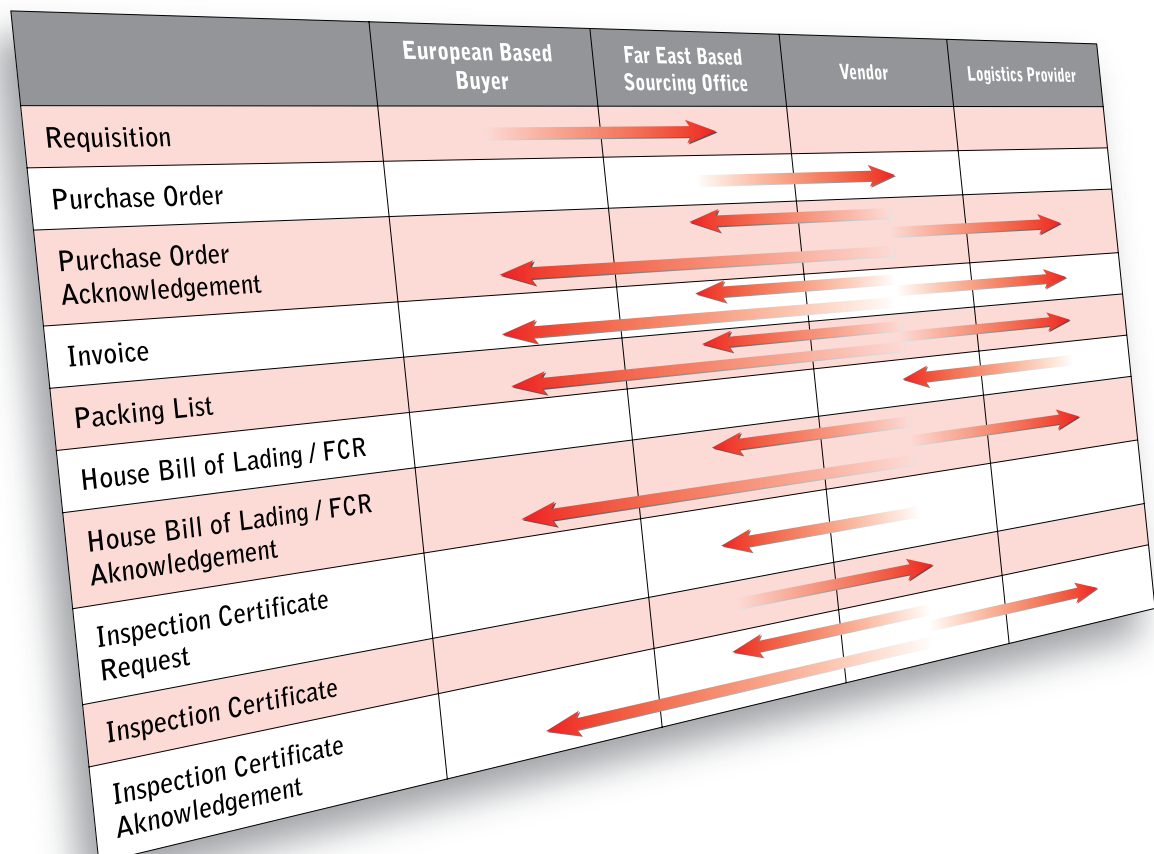 European Based
Buyer
Far East Based
Sourcing Office
Vendor
Logistics Provider
Requisition
Purchase Order
Purchase Order
Acknowledgement
Invoice
Packing List
House Bill of Lading / FCR
House Bill of Lading / FCR
Aknowledgement
Inspection Certificate
Request
Inspection Certificate
Inspection Certificate
Aknowledgement